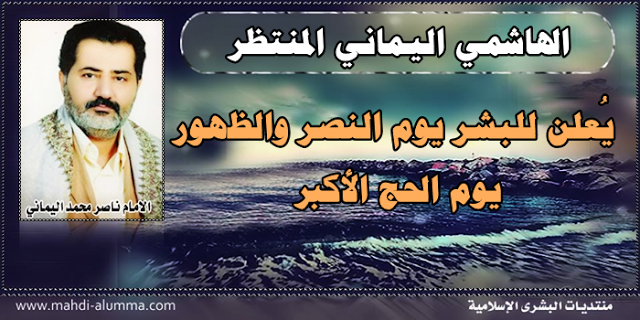 الهاشمي اليماني المنتظر
يُعلن للبشر يوم النصر والظهور
يوم الحج الأكبر
الامام ناصر محمد اليماني
www.mahdi-alumma.com
منتديات البشرى الإسلامية